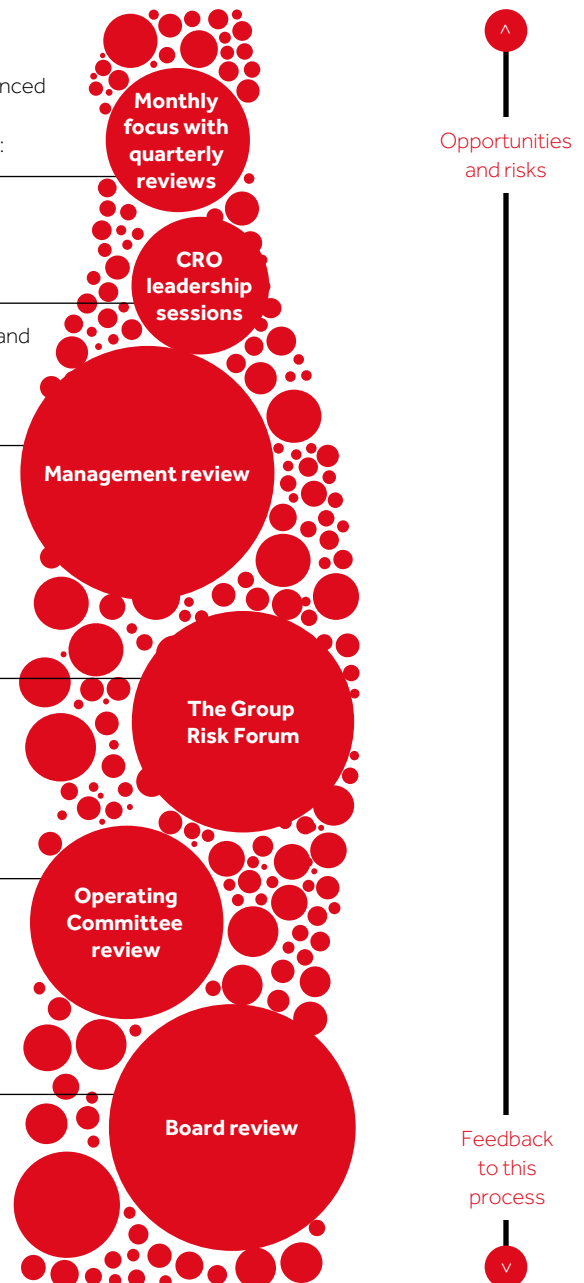 nced
:
Monthly
focus with
quarterly
reviews
Opportunities
and risks
CRO
leadership
sessions
and
Management review
The Group
Risk Forum
Operating
Committee
review
Board review
Feedback
to this
process